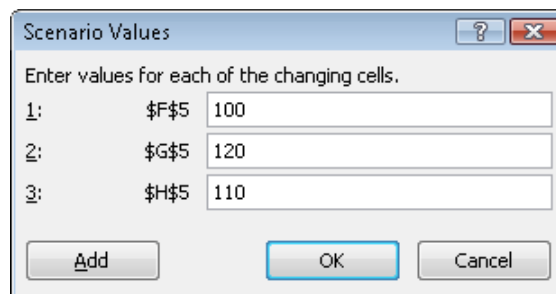 Scenario Values
Enter values for each of the changing cells.
1: $F$5 100
2: $G$5 120
3: $H$5 110
Add OK Cancel